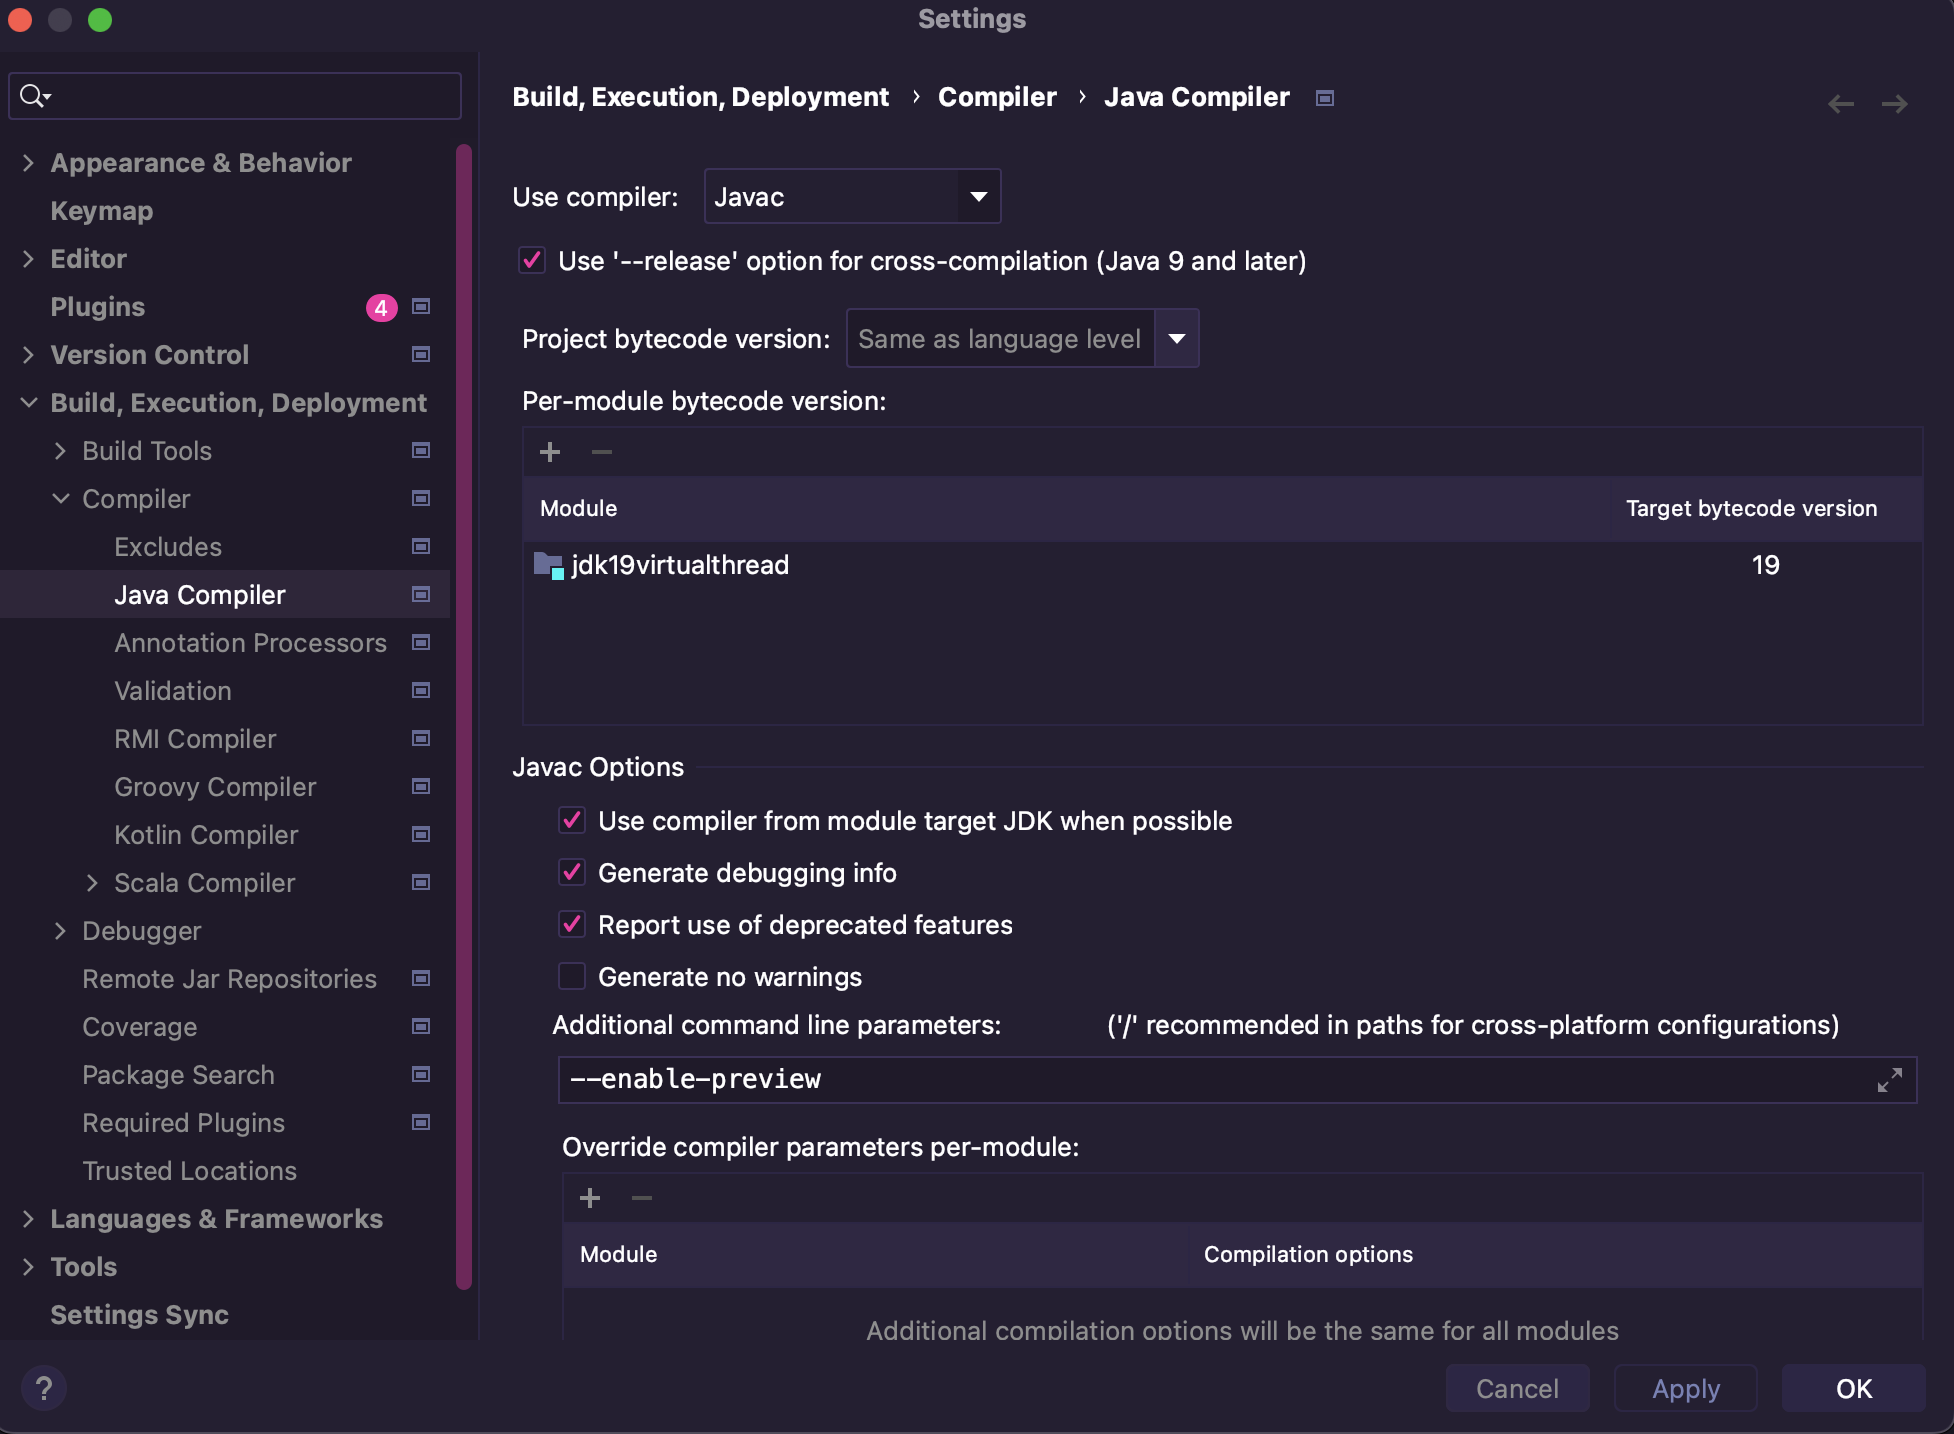 Settings
Appearance & Behavior
Keymap
Editor
Plugins 4
Version Control
Build, Execution, Deployment
Build Tools
Compiler
Excludes
Java Compiler
Annotation Processors
Validation
RMI Compiler
Groovy Compiler
Kotlin Compiler
Scala Compiler
Debugger
Remote Jar Repositories
Coverage
Package Search
Required Plugins
Trusted Locations
Languages & Frameworks
Tools
Settings Sync
?
Build, Execution, Deployment › Compiler › Java Compiler
Use compiler: Javac
Use '--release' option for cross-compilation (Java 9 and later)
Project bytecode version: Same as language level
Per-module bytecode version:
Module Target bytecode version
jdk19virtualthread 19
Javac Options
Use compiler from module target JDK when possible
Generate debugging info
Report use of deprecated features
Generate no warnings
Additional command line parameters: ('/' recommended in paths for cross-platform configurations)
--enable-preview
Override compiler parameters per-module:
Module Compilation options
Additional compilation options will be the same for all modules
Cancel Apply OK